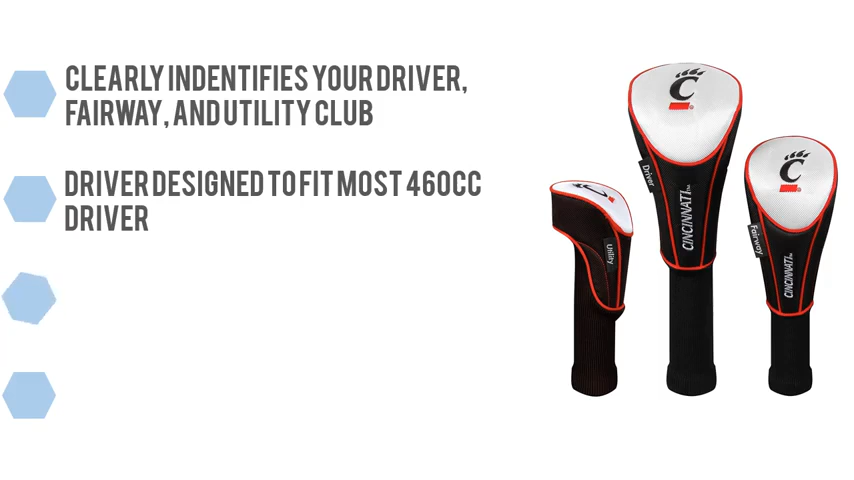 CLEARLY INDENTIFIES YOUR DRIVER,
FAIRWAY, AND UTILITY CLUB
DRIVER DESIGNED TO FIT MOST 460CC
DRIVER
C
Driver
CINCINNATI
C
Fairway
CINCINNATI
C
Utility